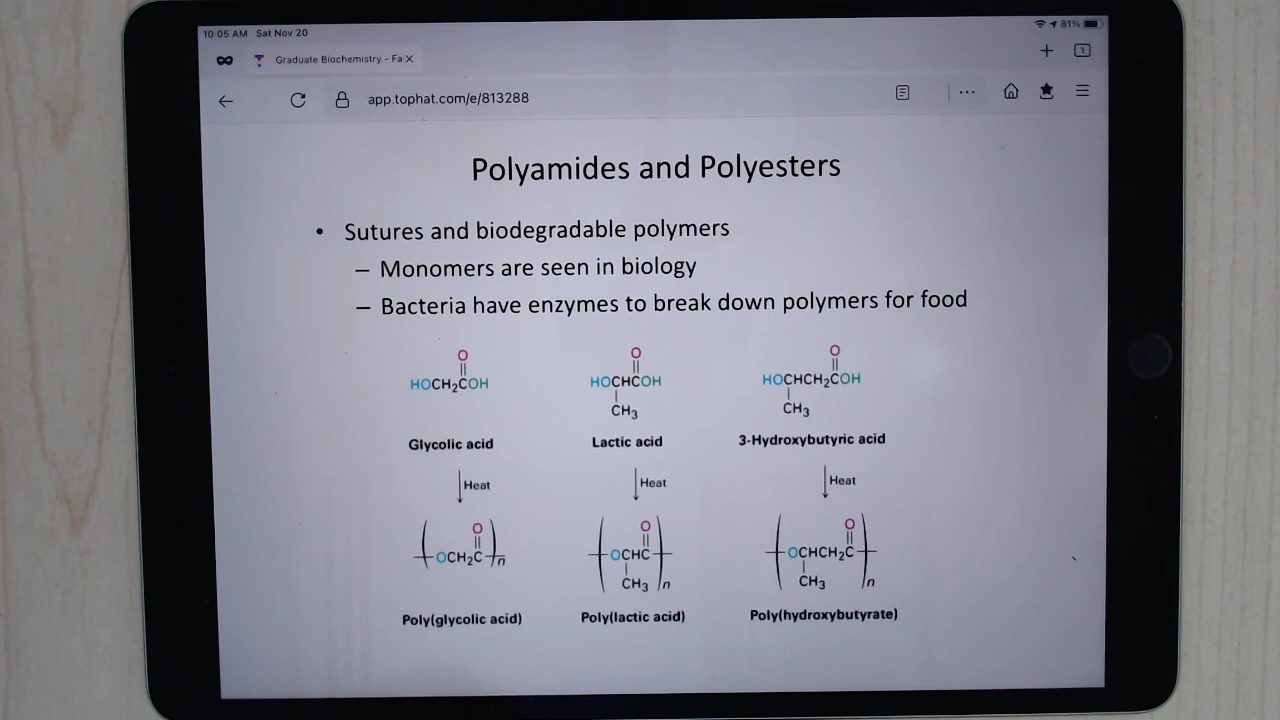 10:05 AM Sat Nov 20
81%
Graduate Biochemistry - Fa
1
app.tophat.com/e/813288
Polyamides and Polyesters
• Sutures and biodegradable polymers
– Monomers are seen in biology
– Bacteria have enzymes to break down polymers for food
O O O
HOCH₂COH HOCHCOH HOCHCH₂COH
CH₃ CH₃
Glycolic acid Lactic acid 3-Hydroxybutyric acid
Heat Heat Heat
O O O
OCH₂C n OCHC OCHCH₂C
CH₃ n CH₃ n
Poly(glycolic acid) Poly(lactic acid) Poly(hydroxybutyrate)